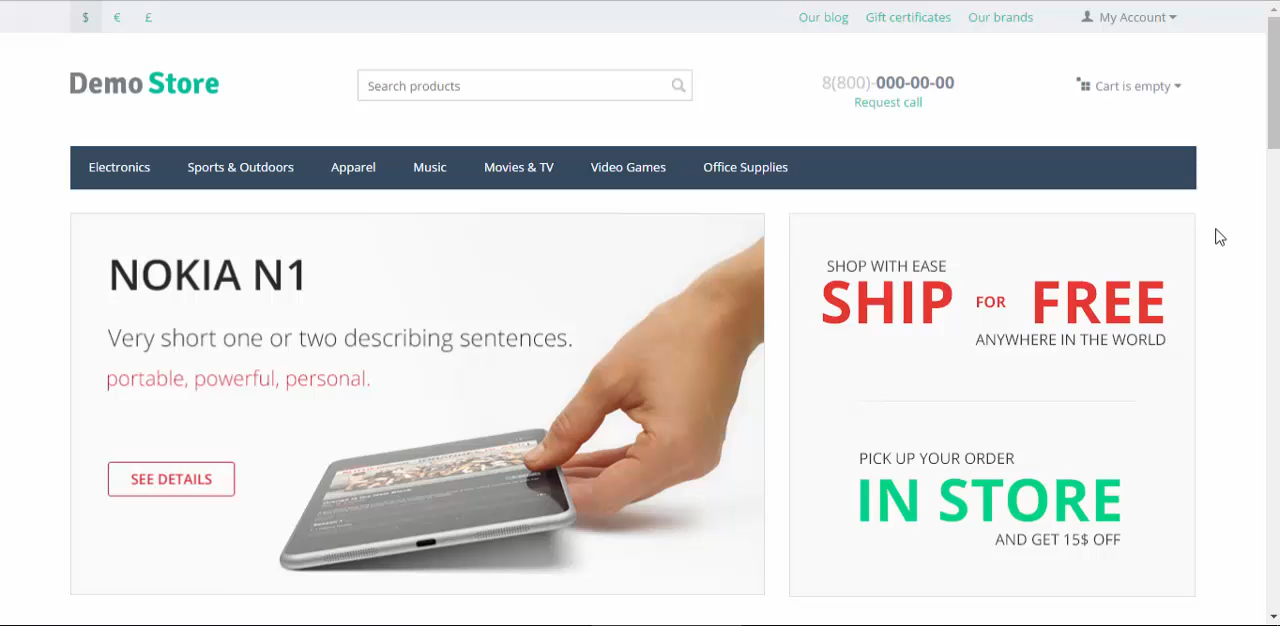 $ € £ Our blog Gift certificates Our brands My Account
Demo Store Search products 8(800)-000-00-00 Cart is empty
Request call
Electronics Sports & Outdoors Apparel Music Movies & TV Video Games Office Supplies
NOKIA N1
Very short one or two describing sentences.
portable, powerful, personal.
SEE DETAILS
SHOP WITH EASE
SHIP FOR FREE
ANYWHERE IN THE WORLD
PICK UP YOUR ORDER
IN STORE
AND GET 15$ OFF